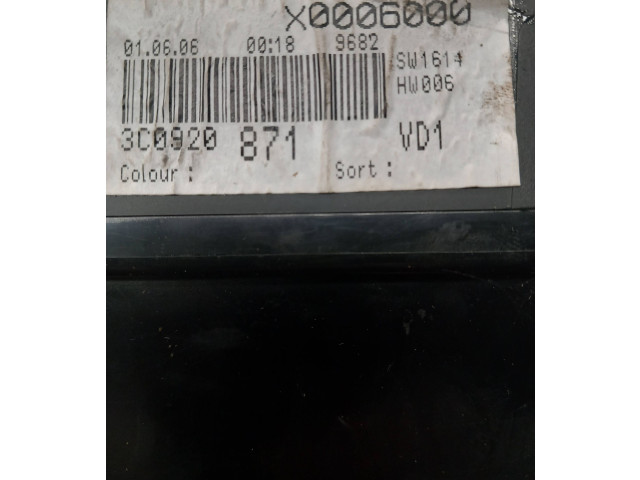 X0006000
01.06.06 00:18 9682
SW1614
HW006
3C0920 871 VD1
Colour : Sort :